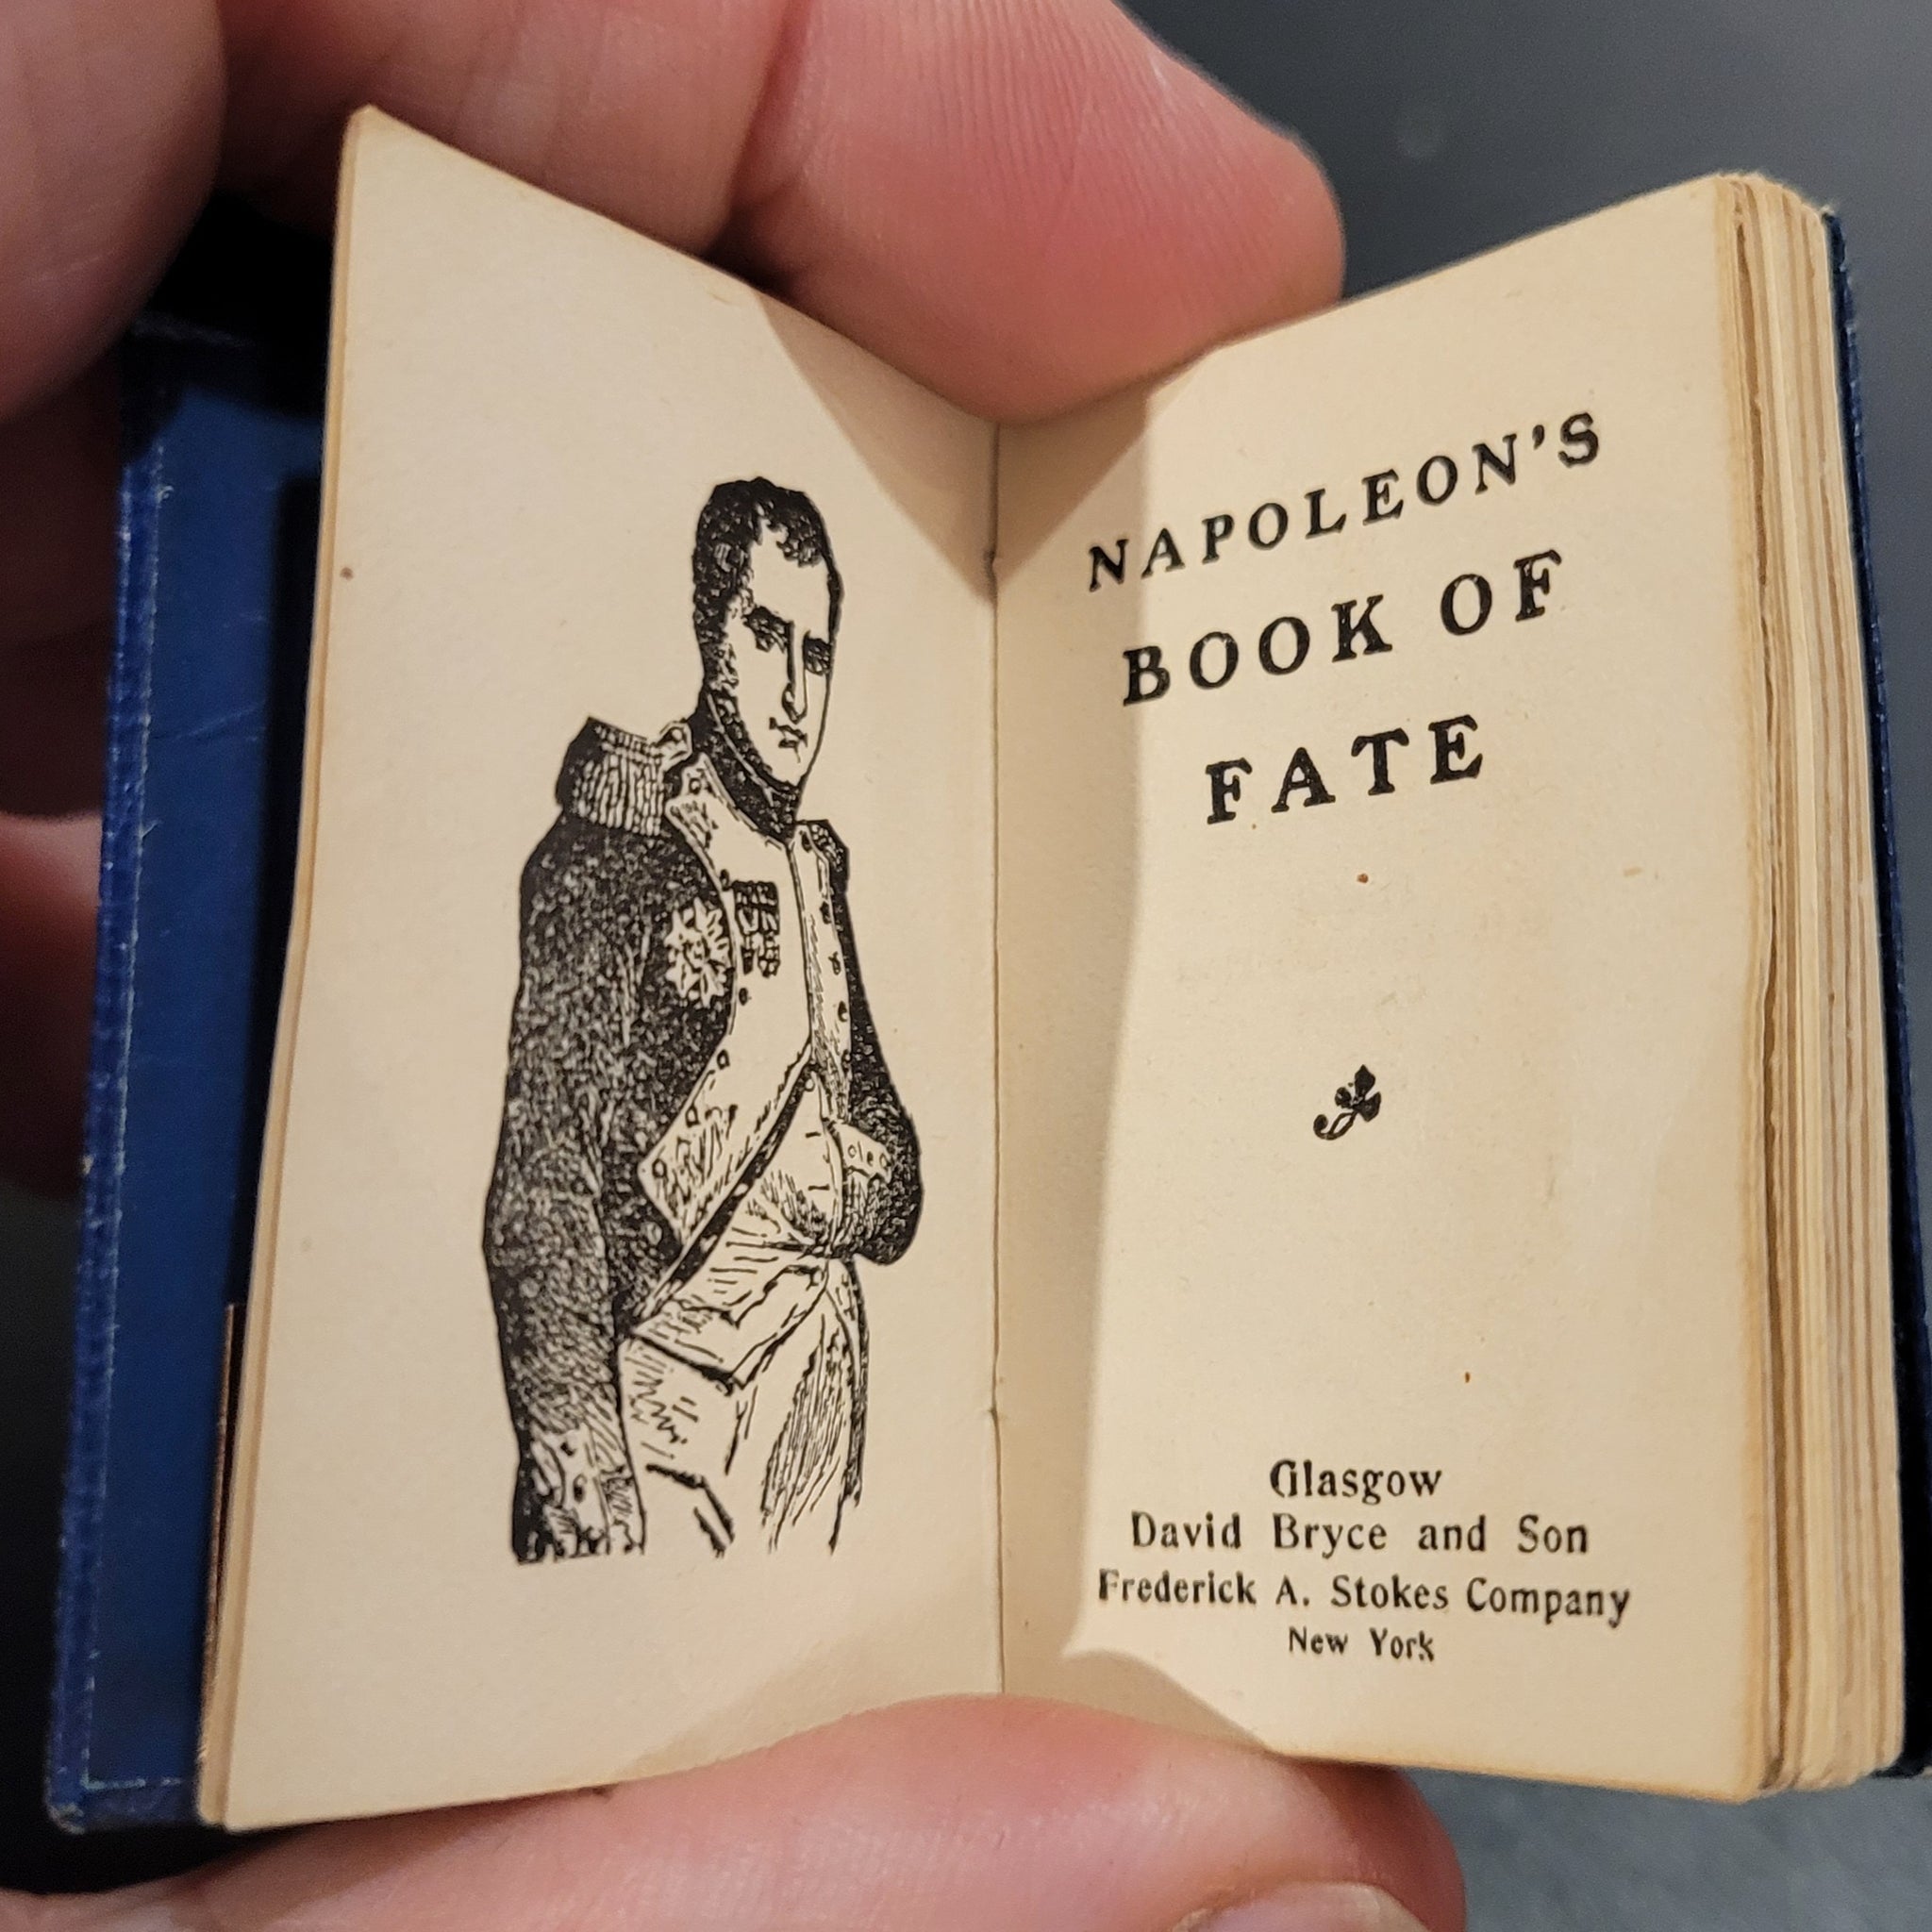 NAPOLEON'S
BOOK OF
FATE
Glasgow
David Bryce and Son
Frederick A. Stokes Company
New York